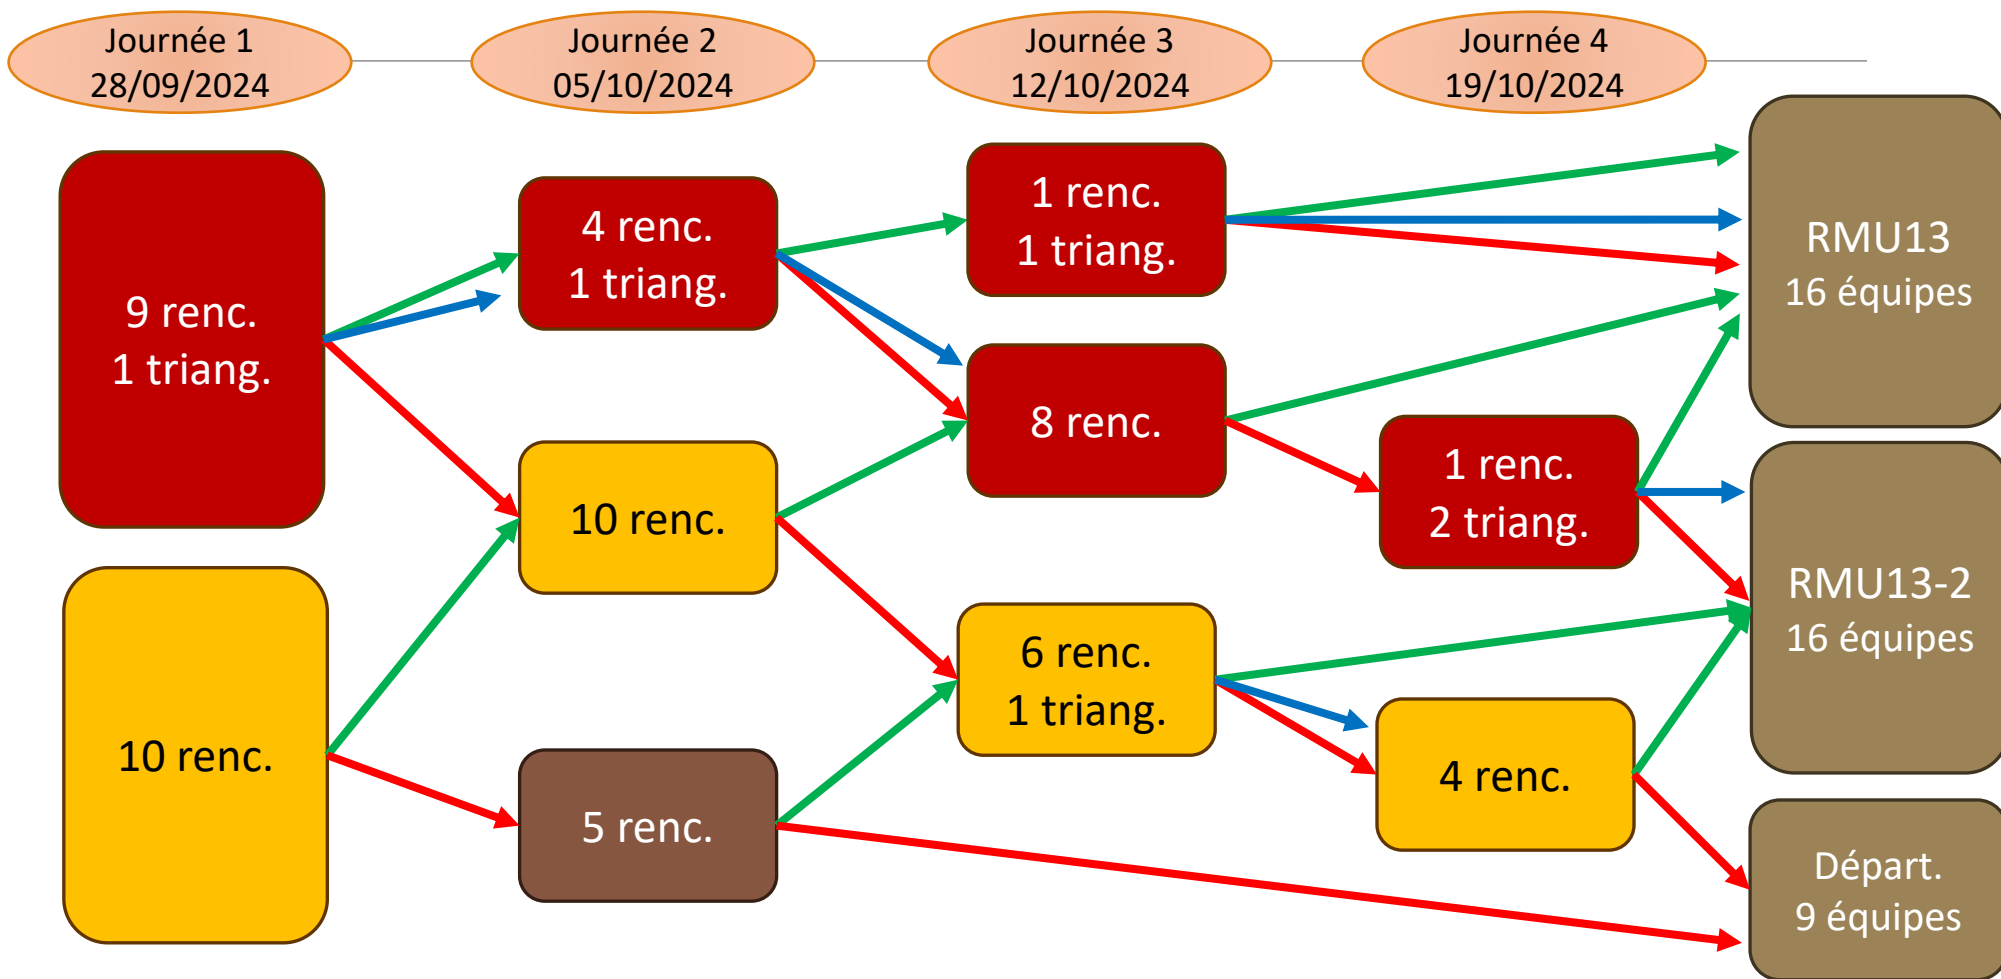 Journée 1
28/09/2024
Journée 2
05/10/2024
Journée 3
12/10/2024
Journée 4
19/10/2024
9 renc.
1 triang.
10 renc.
4 renc.
1 triang.
10 renc.
5 renc.
1 renc.
1 triang.
8 renc.
6 renc.
1 triang.
1 renc.
2 triang.
4 renc.
RMU13
16 équipes
RMU13-2
16 équipes
Départ.
9 équipes